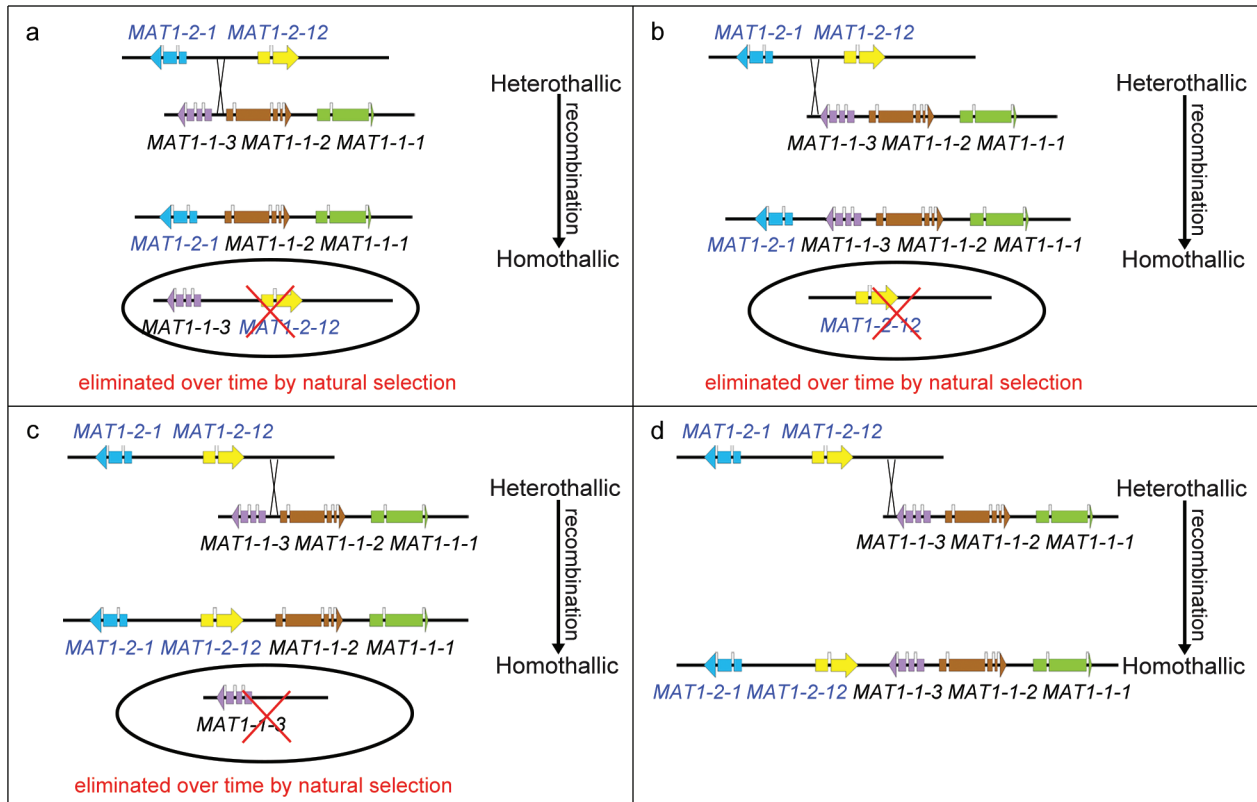 a
MAT1-2-1 MAT1-2-12
Heterothallic
MAT1-1-3 MAT1-1-2 MAT1-1-1
recombination
MAT1-2-1 MAT1-1-2 MAT1-1-1
Homothallic
MAT1-1-3 MAT1-2-12
eliminated over time by natural selection
b
MAT1-2-1 MAT1-2-12
Heterothallic
MAT1-1-3 MAT1-1-2 MAT1-1-1
recombination
MAT1-2-1 MAT1-1-3 MAT1-1-2 MAT1-1-1
Homothallic
MAT1-2-12
eliminated over time by natural selection
c
MAT1-2-1 MAT1-2-12
Heterothallic
MAT1-1-3 MAT1-1-2 MAT1-1-1
recombination
MAT1-2-1 MAT1-2-12 MAT1-1-2 MAT1-1-1
Homothallic
MAT1-1-3
eliminated over time by natural selection
d
MAT1-2-1 MAT1-2-12
Heterothallic
MAT1-1-3 MAT1-1-2 MAT1-1-1
recombination
Homothallic
MAT1-2-1 MAT1-2-12 MAT1-1-3 MAT1-1-2 MAT1-1-1